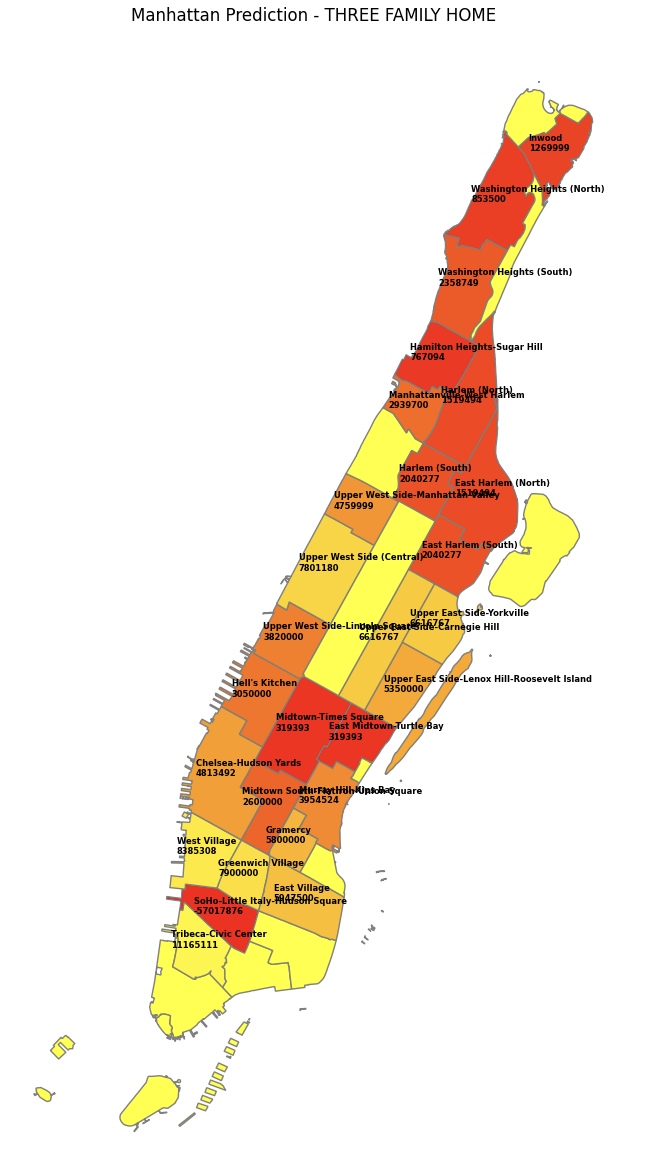 Manhattan Prediction - THREE FAMILY HOME
Inwood
1269999
Washington Heights (North)
853500
Washington Heights (South)
2358749
Hamilton Heights-Sugar Hill
767094
Harlem (North)
1519494
Manhattanville-West Harlem
2939700
Harlem (South)
2040277
East Harlem (North)
1519494
Upper West Side-Manhattan Valley
4759999
East Harlem (South)
2040277
Upper West Side (Central)
7801180
Upper East Side-Yorkville
6616767
Upper West Side-Lincoln Square
3820000
Upper East Side-Carnegie Hill
6616767
Upper East Side-Lenox Hill-Roosevelt Island
5350000
Hell's Kitchen
3050000
Midtown-Times Square
319393
East Midtown-Turtle Bay
319393
Chelsea-Hudson Yards
4813492
Midtown South-Flatiron-Union Square
2600000
Murray Hill-Kips Bay
3954524
Gramercy
5800000
West Village
8385308
Greenwich Village
7900000
East Village
5947500
SoHo-Little Italy-Hudson Square
-57017876
Tribeca-Civic Center
11165111